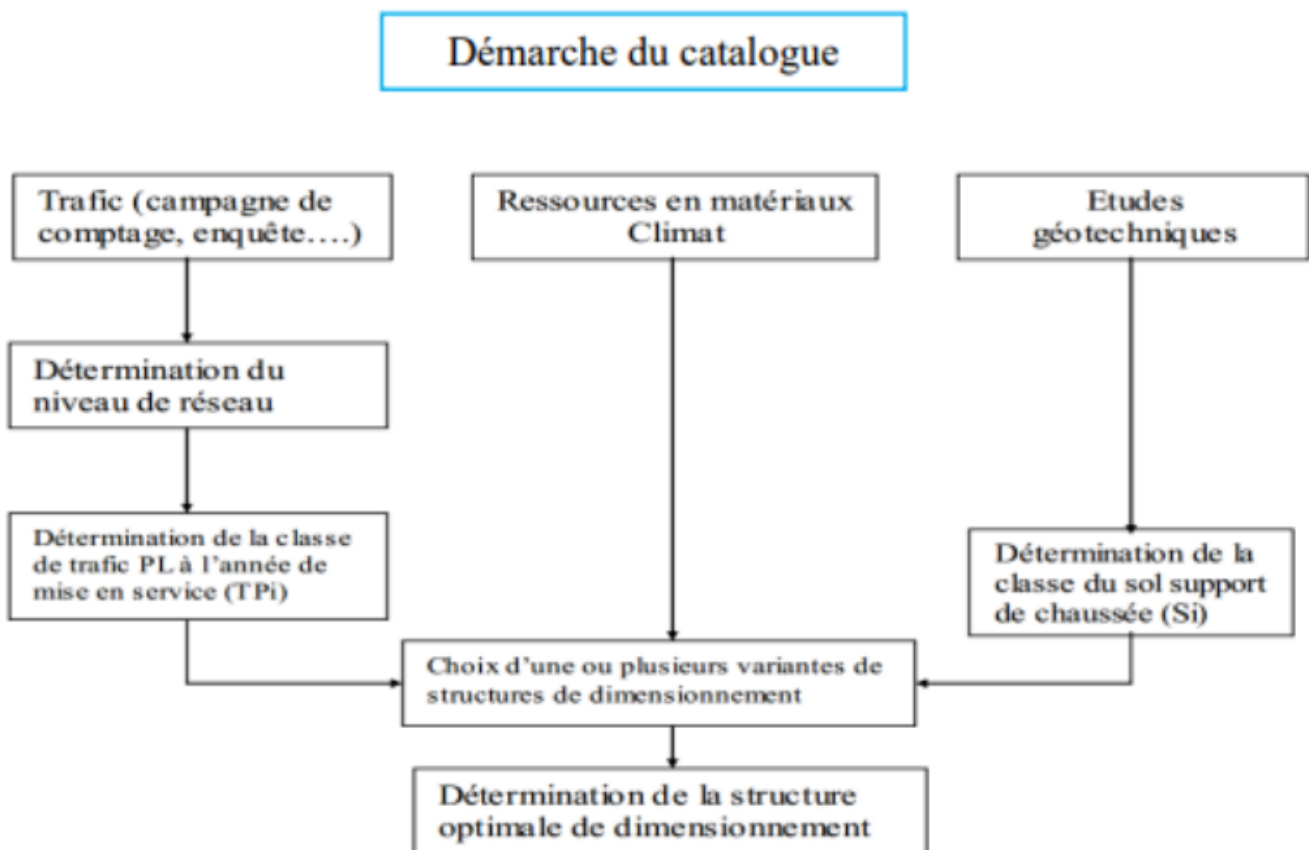 Démarche du catalogue
Trafic (campagne de
comptage, enquête….)
Ressources en matériaux
Climat
Etudes
géotechniques
Détermination du
niveau de réseau
Détermination de la classe
de trafic PL à l’année de
mise en service (TPi)
Détermination de la
classe du sol support
de chaussée (Si)
Choix d’une ou plusieurs variantes de
structures de dimensionnement
Détermination de la structure
optimale de dimensionnement